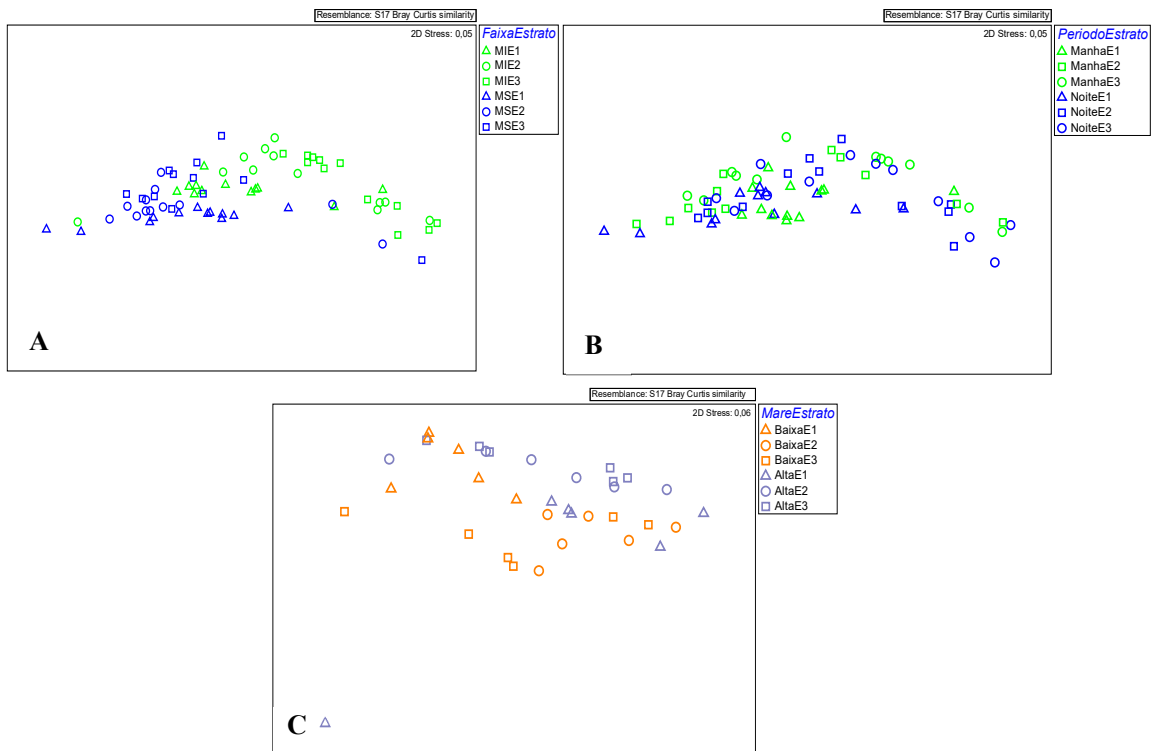 Resemblance: S17 Bray Curtis similarity
2D Stress: 0,05
FaixaEstrato
MIE1
MIE2
MIE3
MSE1
MSE2
MSE3
A
Resemblance: S17 Bray Curtis similarity
2D Stress: 0,05
PeriodoEstrato
ManhaE1
ManhaE2
ManhaE3
NoiteE1
NoiteE2
NoiteE3
B
Resemblance: S17 Bray Curtis similarity
2D Stress: 0,06
MareEstrato
BaixaE1
BaixaE2
BaixaE3
AltaE1
AltaE2
AltaE3
C